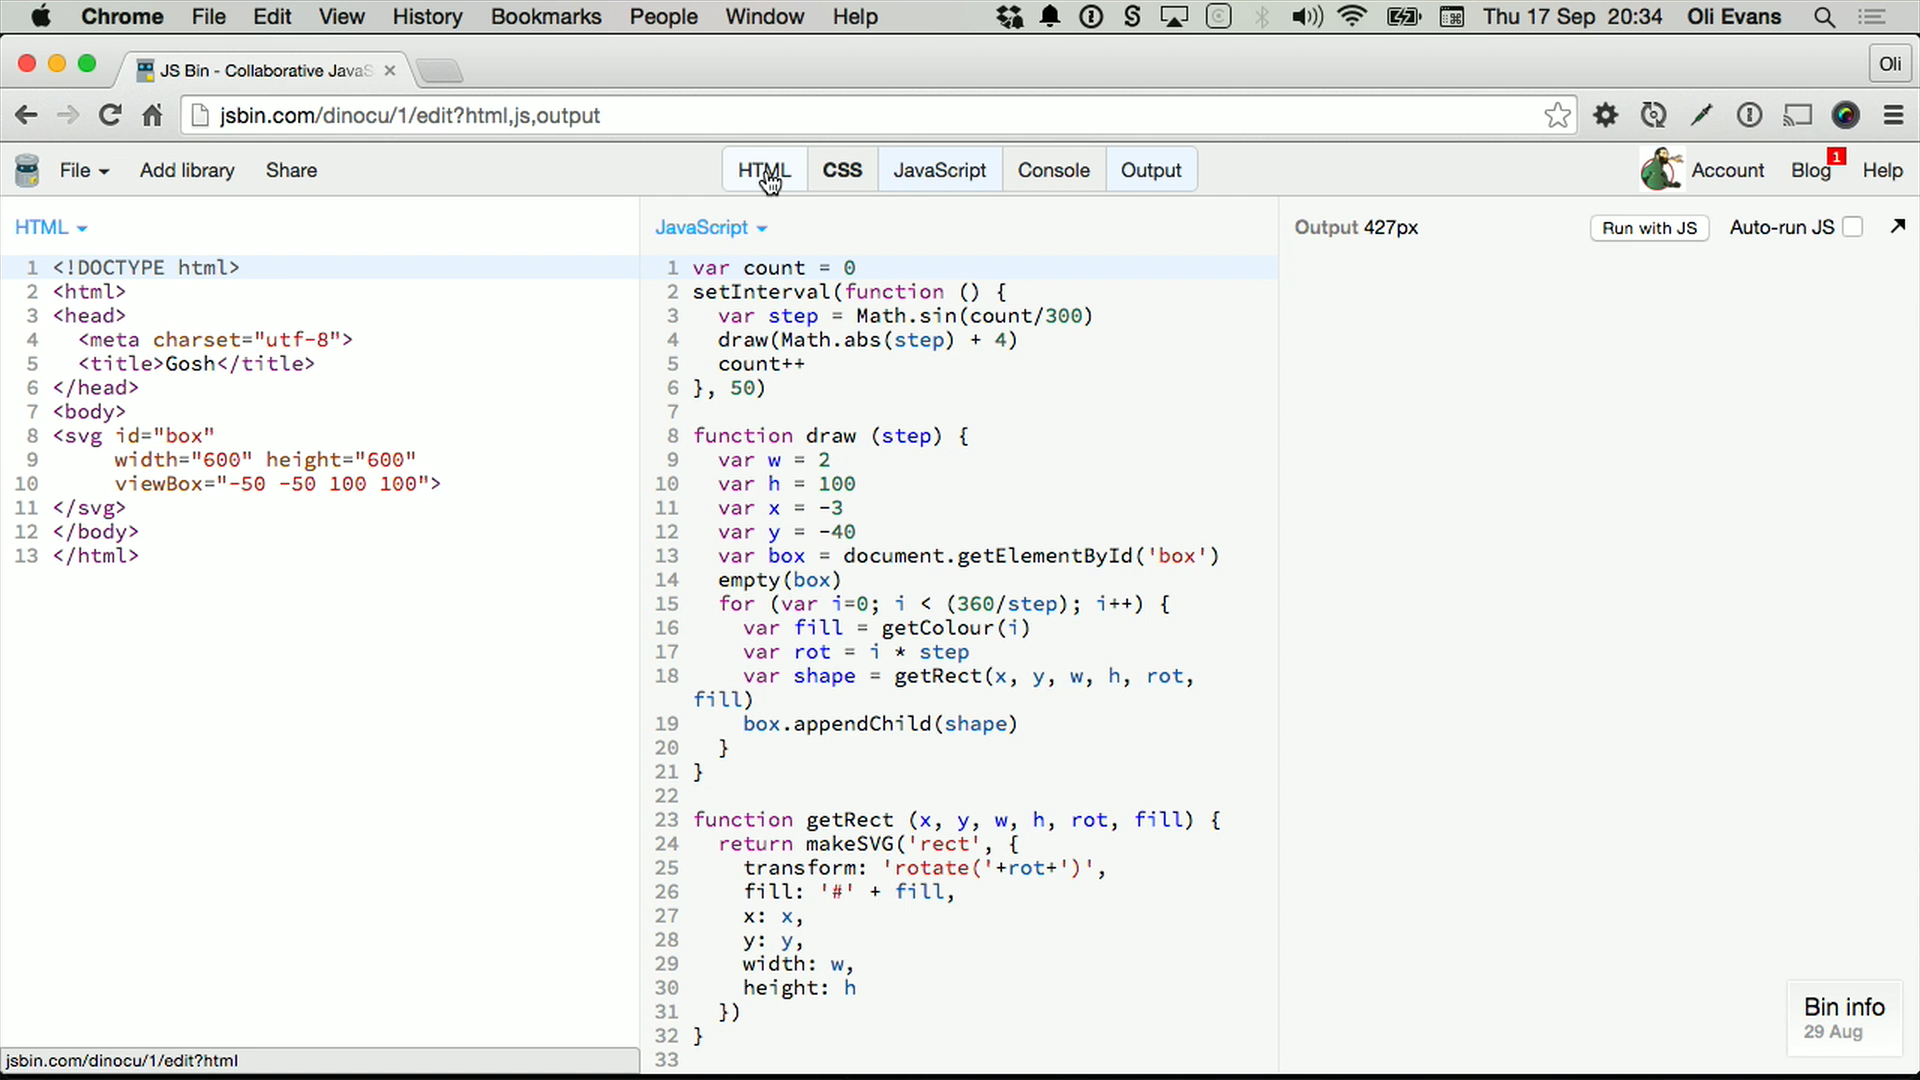 Chrome File Edit View History Bookmarks People Window Help Thu 17 Sep 20:34 Oli Evans
JS Bin - Collaborative JavaS
Oli
jsbin.com/dinocu/1/edit?html,js,output
File Add library Share HTML CSS JavaScript Console Output Account Blog 1 Help
HTML
1 <!DOCTYPE html>
2 <html>
3 <head>
4 <meta charset="utf-8">
5 <title>Gosh</title>
6 </head>
7 <body>
8 <svg id="box"
9 width="600" height="600"
10 viewBox="-50 -50 100 100">
11 </svg>
12 </body>
13 </html>
JavaScript
1 var count = 0
2 setInterval(function () {
3 var step = Math.sin(count/300)
4 draw(Math.abs(step) + 4)
5 count++
6 }, 50)
7
8 function draw (step) {
9 var w = 2
10 var h = 100
11 var x = -3
12 var y = -40
13 var box = document.getElementById('box')
14 empty(box)
15 for (var i=0; i < (360/step); i++) {
16 var fill = getColour(i)
17 var rot = i * step
18 var shape = getRect(x, y, w, h, rot,
fill)
19 box.appendChild(shape)
20 }
21 }
22
23 function getRect (x, y, w, h, rot, fill) {
24 return makeSVG('rect', {
25 transform: 'rotate('+rot+')',
26 fill: '#' + fill,
27 x: x,
28 y: y,
29 width: w,
30 height: h
31 })
32 }
33
Output 427px Run with JS Auto-run JS
Bin info
29 Aug
jsbin.com/dinocu/1/edit?html